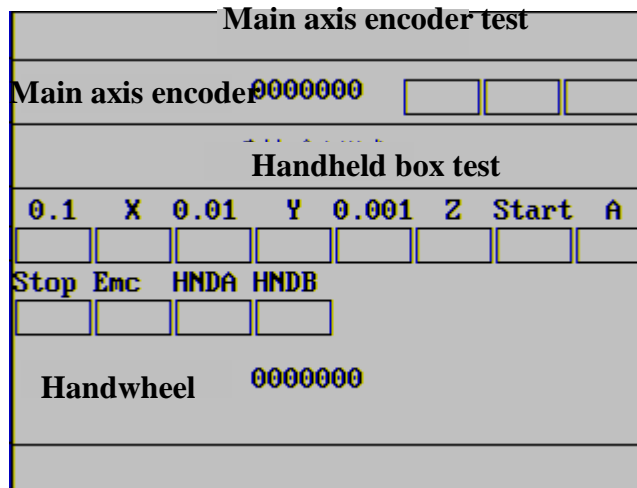 Main axis encoder test
Main axis encoder 0000000
Handheld box test
0.1 X 0.01 Y 0.001 Z Start A
Stop Emc HNDA HNDB
Handwheel 0000000